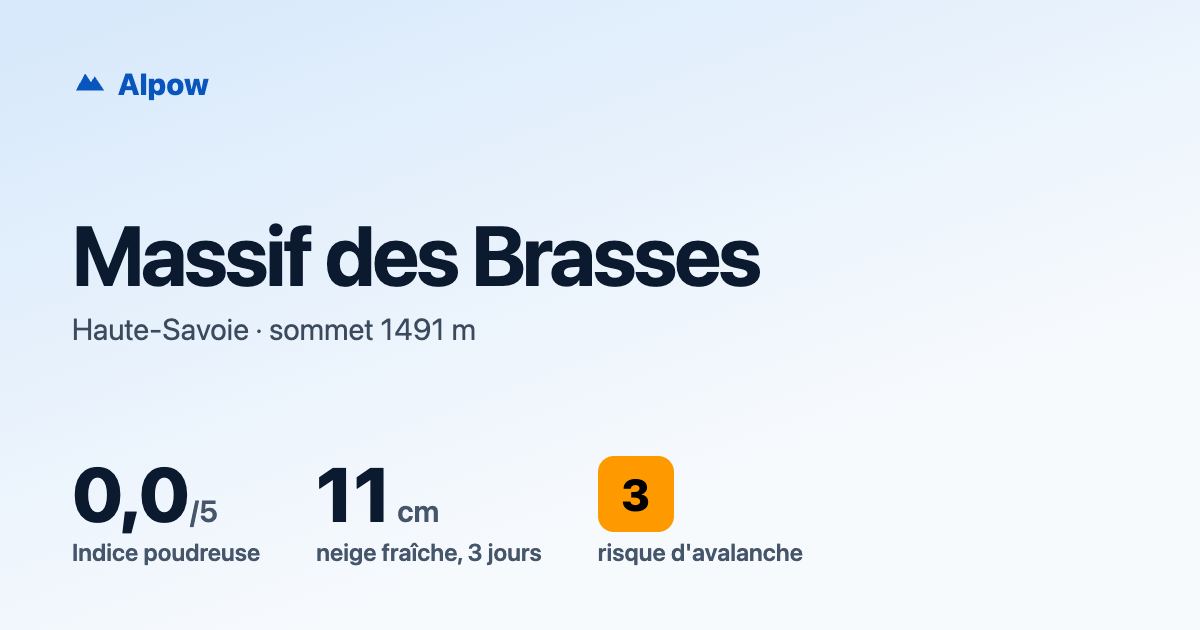 Alpow
Massif des Brasses
Haute-Savoie · sommet 1491 m
0,0/5
Indice poudreuse
11 cm
neige fraîche, 3 jours
3
risque d'avalanche